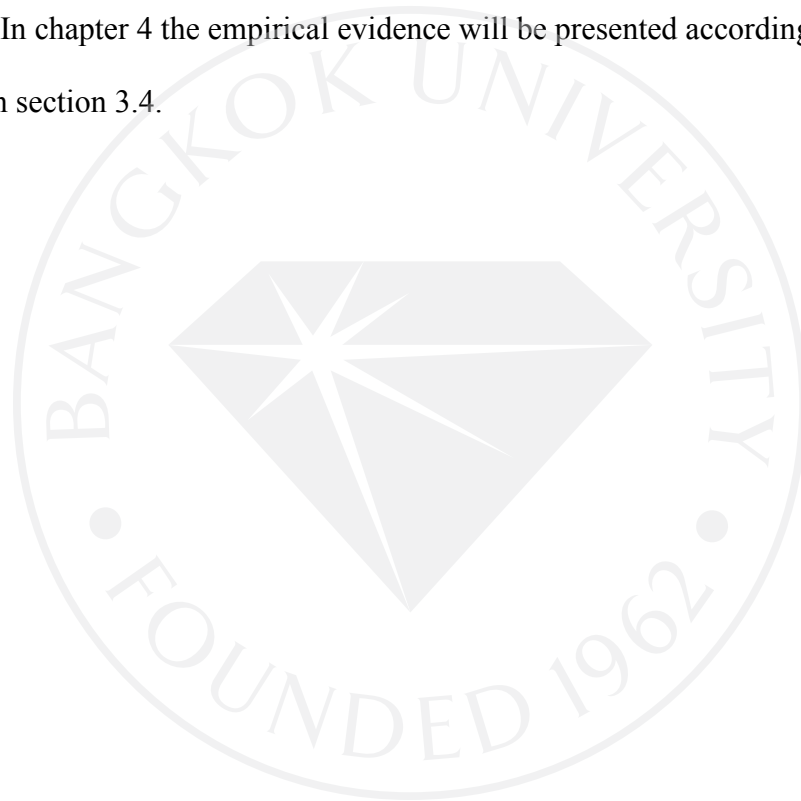 In chapter 4 the empirical evidence will be presented according
section 3.4.
BANGKOK UNIVERSITY
FOUNDED 1962